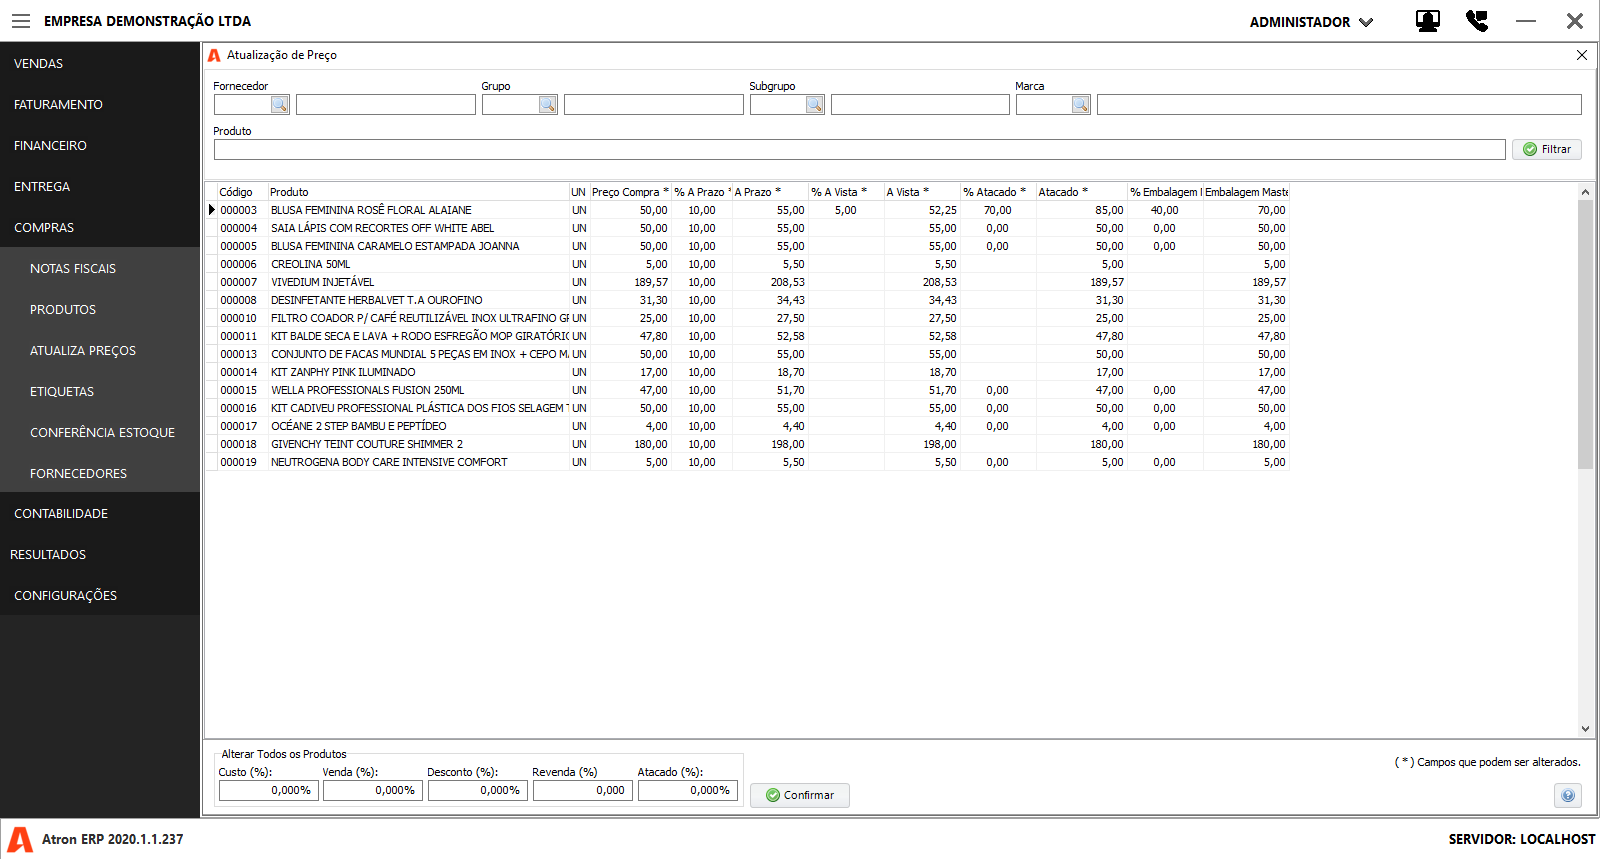 EMPRESA DEMONSTRAÇÃO LTDA
ADMINISTADOR
VENDAS
FATURAMENTO
FINANCEIRO
ENTREGA
COMPRAS
NOTAS FISCAIS
PRODUTOS
ATUALIZA PREÇOS
ETIQUETAS
CONFERÊNCIA ESTOQUE
FORNECEDORES
CONTABILIDADE
RESULTADOS
CONFIGURAÇÕES
Atualização de Preço
Fornecedor Grupo Subgrupo Marca
Produto
Filtrar
Código Produto UN Preço Compra * % A Prazo * A Prazo * % A Vista * A Vista * % Atacado * Atacado * % Embalagem Embalagem Maste
000003 BLUSA FEMININA ROSÊ FLORAL ALAIANE UN 50,00 10,00 55,00 5,00 52,25 70,00 85,00 40,00 70,00
000004 SAIA LÁPIS COM RECORTES OFF WHITE ABEL UN 50,00 10,00 55,00 55,00 0,00 50,00 0,00 50,00
000005 BLUSA FEMININA CARAMELO ESTAMPADA JOANNA UN 50,00 10,00 55,00 55,00 0,00 50,00 0,00 50,00
000006 CREOLINA 50ML UN 5,00 10,00 5,50 5,50 5,00 5,00
000007 VIVEDIUM INJETÁVEL UN 189,57 10,00 208,53 208,53 189,57 189,57
000008 DESINFETANTE HERBALVET T.A OUROFINO UN 31,30 10,00 34,43 34,43 31,30 31,30
000010 FILTRO COADOR P/ CAFÉ REUTILIZÁVEL INOX ULTRAFINO GR UN 25,00 10,00 27,50 27,50 25,00 25,00
000011 KIT BALDE SECA E LAVA + RODO ESFREGÃO MOP GIRATÓRIO UN 47,80 10,00 52,58 52,58 47,80 47,80
000013 CONJUNTO DE FACAS MUNDIAL 5 PEÇAS EM INOX + CEPO MA UN 50,00 10,00 55,00 55,00 50,00 50,00
000014 KIT ZANPHY PINK ILUMINADO UN 17,00 10,00 18,70 18,70 17,00 17,00
000015 WELLA PROFESSIONALS FUSION 250ML UN 47,00 10,00 51,70 51,70 0,00 47,00 0,00 47,00
000016 KIT CADIVEU PROFESSIONAL PLÁSTICA DOS FIOS SELAGEM T UN 50,00 10,00 55,00 55,00 0,00 50,00 0,00 50,00
000017 OCÉANE 2 STEP BAMBU E PEPTÍDEO UN 4,00 10,00 4,40 4,40 0,00 4,00 0,00 4,00
000018 GIVENCHY TEINT COUTURE SHIMMER 2 UN 180,00 10,00 198,00 198,00 180,00 180,00
000019 NEUTROGENA BODY CARE INTENSIVE COMFORT UN 5,00 10,00 5,50 5,50 0,00 5,00 0,00 5,00
Alterar Todos os Produtos
Custo (%): Venda (%): Desconto (%): Revenda (%) Atacado (%):
0,000% 0,000% 0,000% 0,000 0,000%
Confirmar
( * ) Campos que podem ser alterados.
Atron ERP 2020.1.1.237
SERVIDOR: LOCALHOST